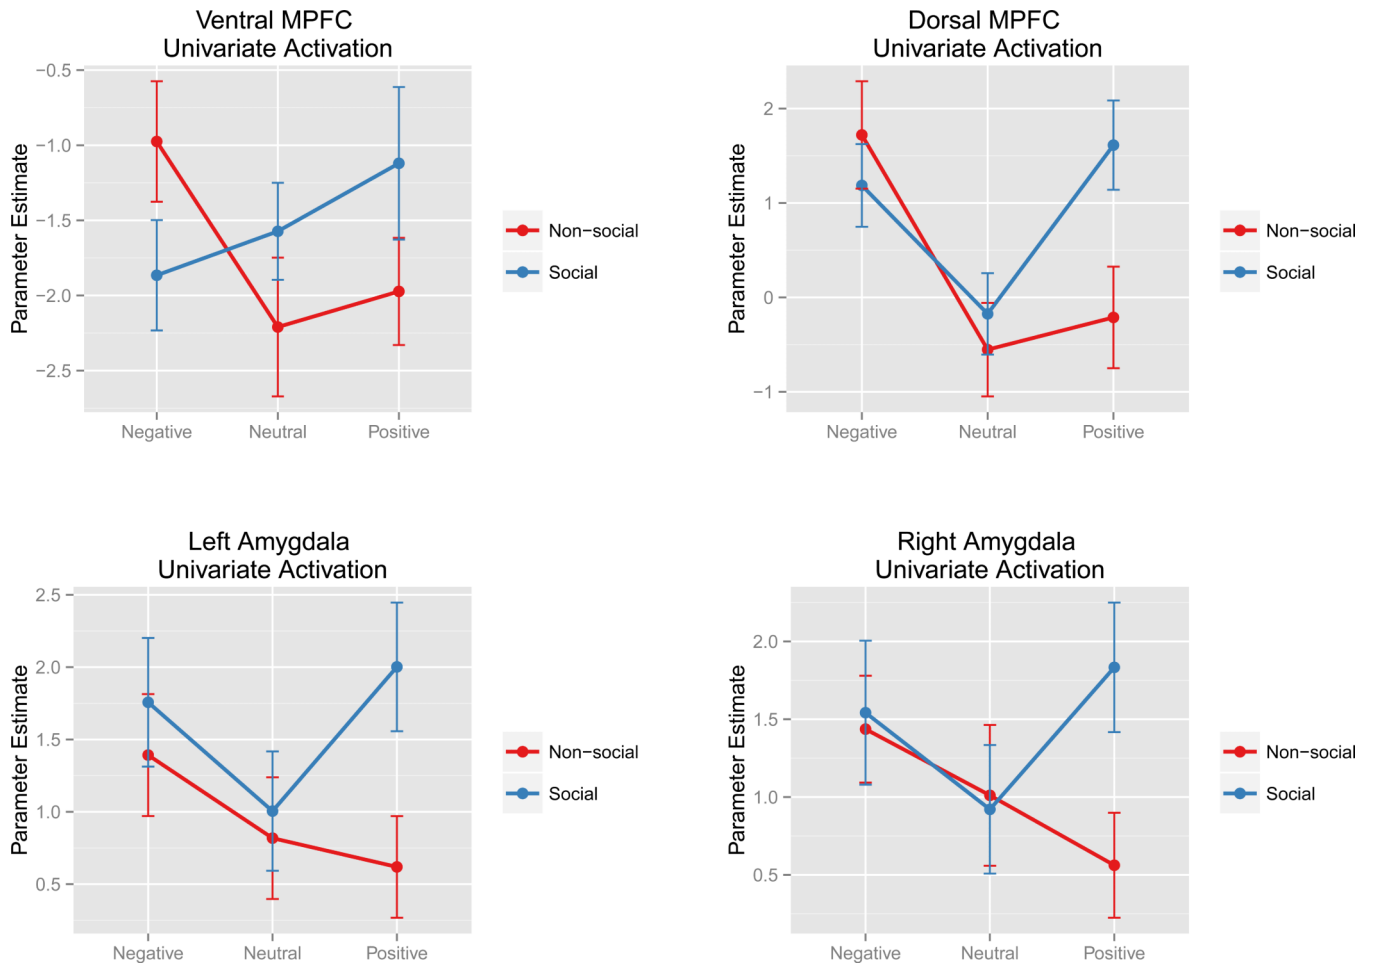 Ventral MPFC
Univariate Activation
−0.5
−1.0
−1.5
−2.0
−2.5
Parameter Estimate
Negative
Neutral
Positive
Non−social
Social
Dorsal MPFC
Univariate Activation
2
1
0
−1
Parameter Estimate
Negative
Neutral
Positive
Non−social
Social
Left Amygdala
Univariate Activation
2.5
2.0
1.5
1.0
0.5
Parameter Estimate
Negative
Neutral
Positive
Non−social
Social
Right Amygdala
Univariate Activation
2.0
1.5
1.0
0.5
Parameter Estimate
Negative
Neutral
Positive
Non−social
Social